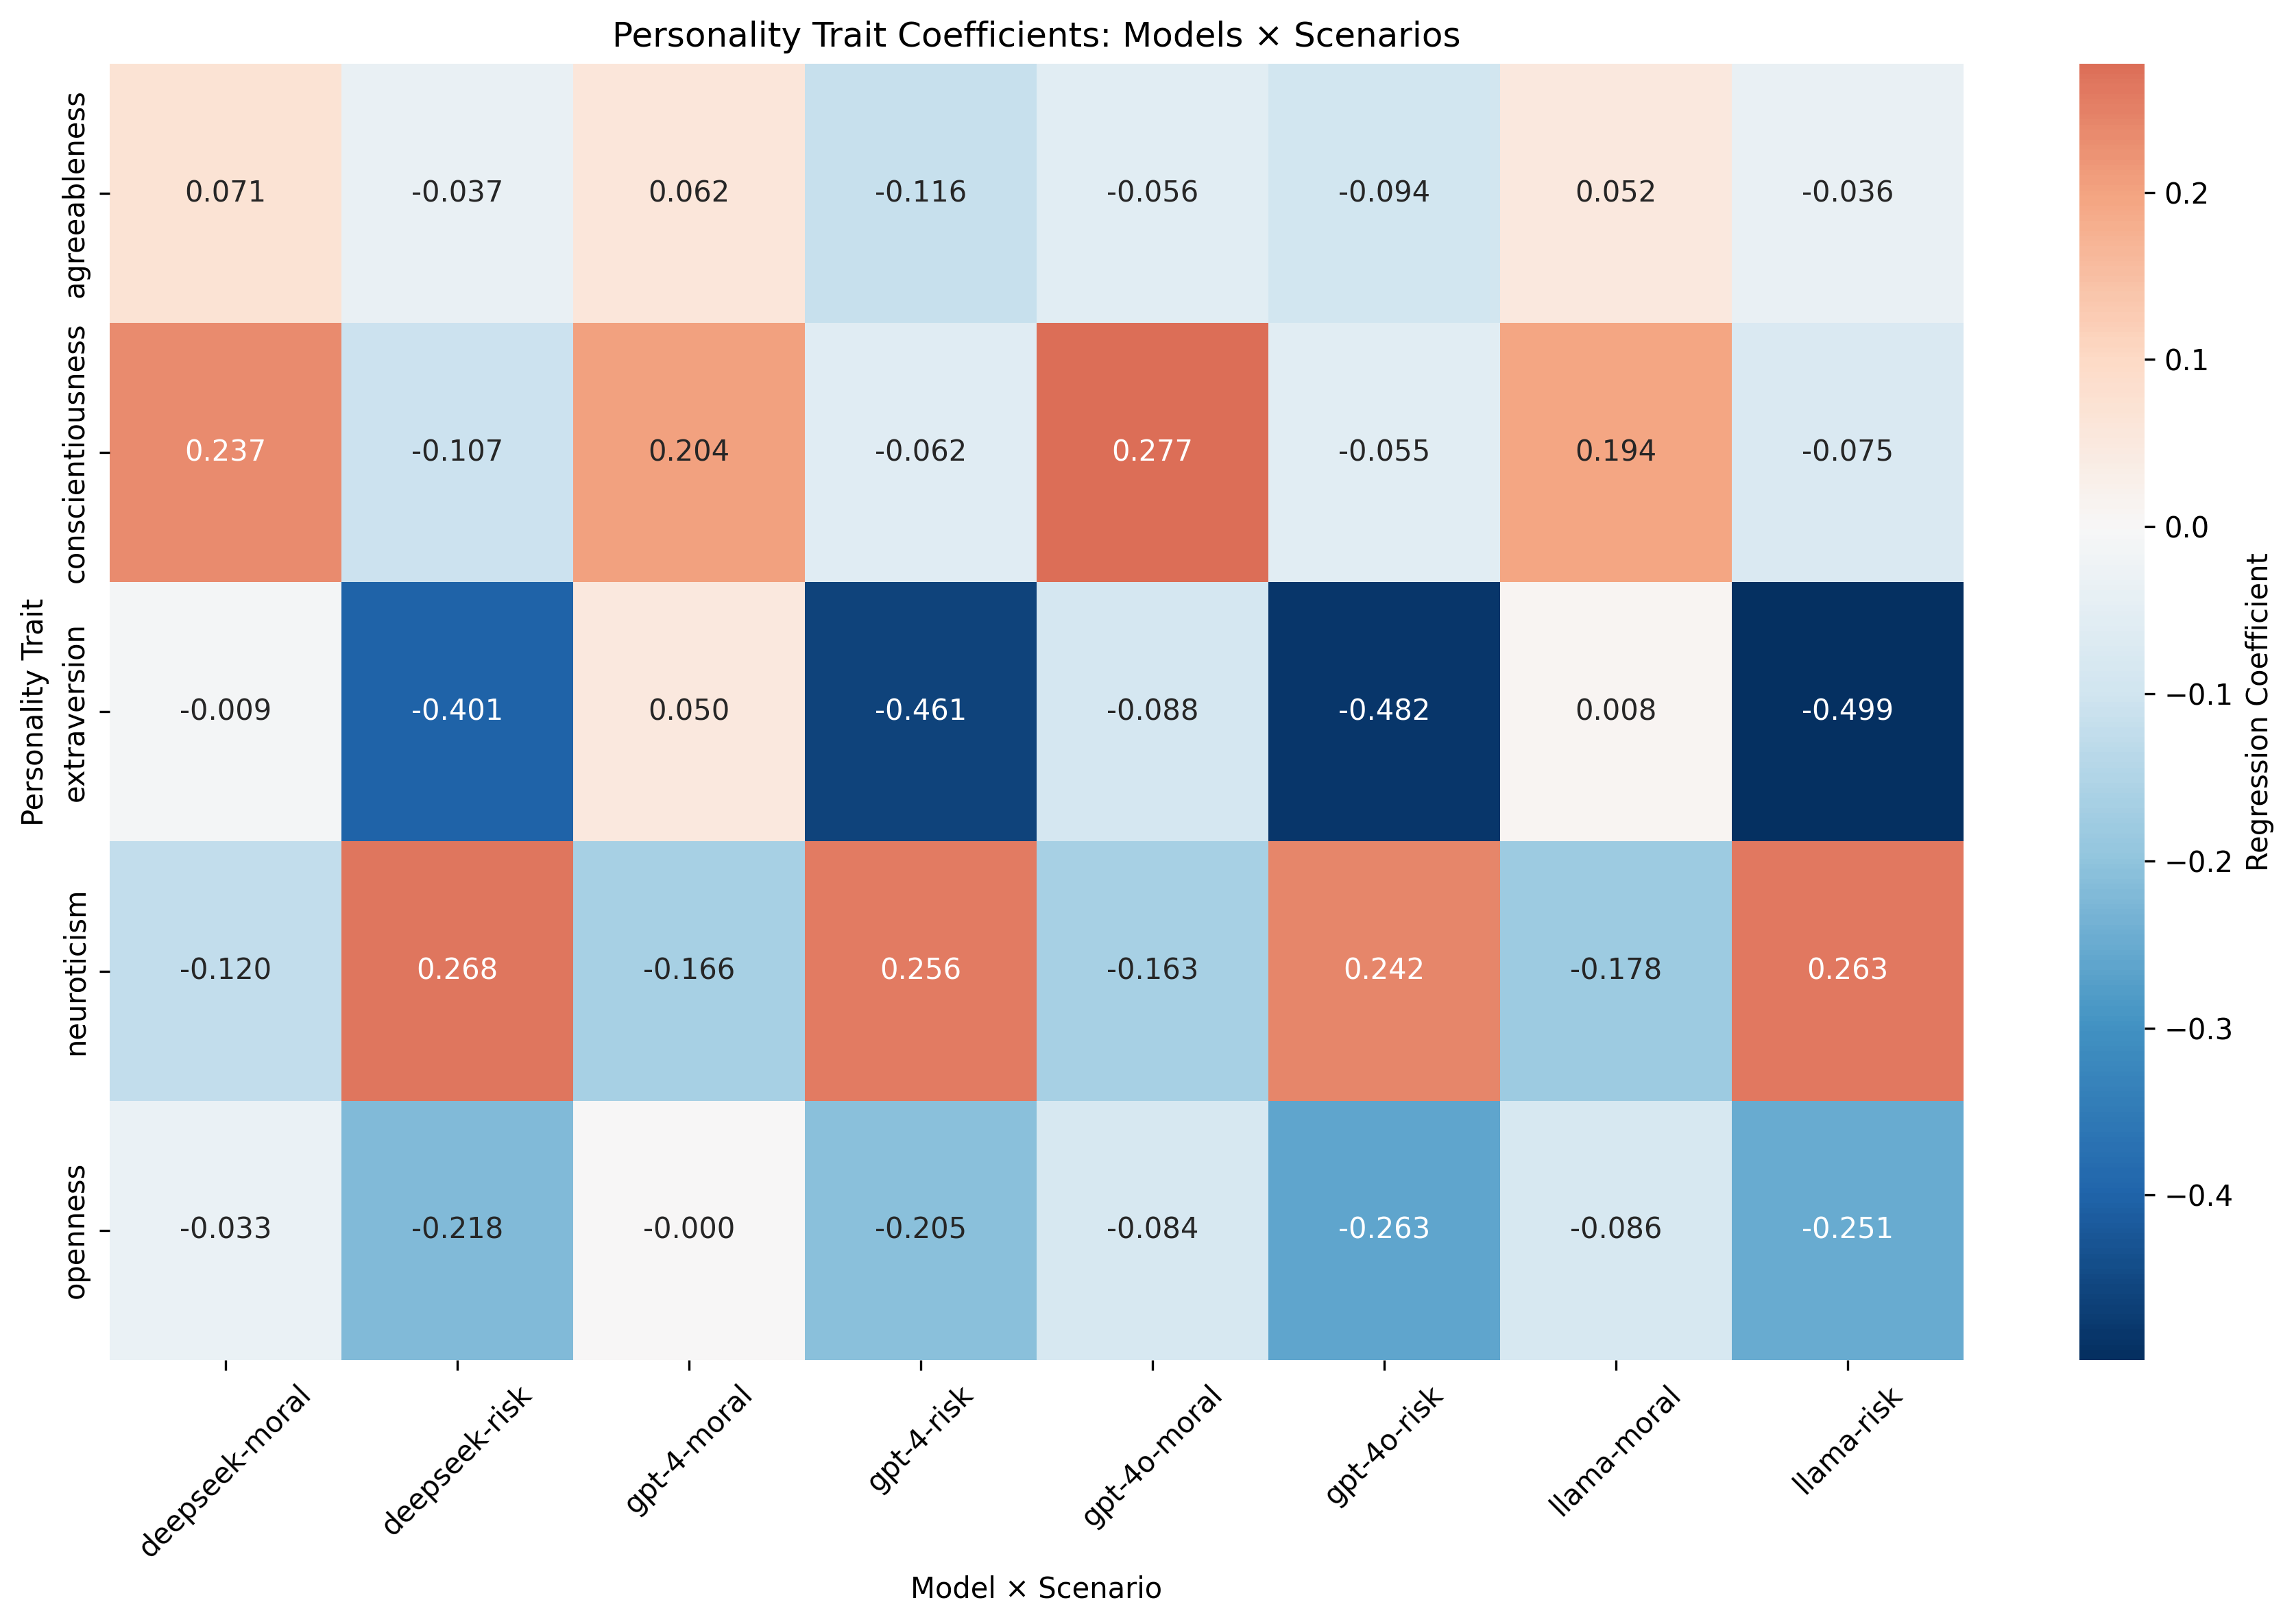 Personality Trait Coefficients: Models × Scenarios
Personality Trait
agreableness
0.071 -0.037 0.062 -0.116 -0.056 -0.094 0.052 -0.036
conscientiousness
0.237 -0.107 0.204 -0.062 0.277 -0.055 0.194 -0.075
extraversion
-0.009 -0.401 0.050 -0.461 -0.088 -0.482 0.008 -0.499
neuroticism
-0.120 0.268 -0.166 0.256 -0.163 0.242 -0.178 0.263
openness
-0.033 -0.218 -0.000 -0.205 -0.084 -0.263 -0.086 -0.251
deepseek-moral
deepseek-risk
gpt-4-moral
gpt-4-risk
gpt-4o-moral
gpt-4o-risk
llama-moral
llama-risk
Model × Scenario
0.2
0.1
0.0
−0.1
−0.2
−0.3
−0.4
Regression Coefficient